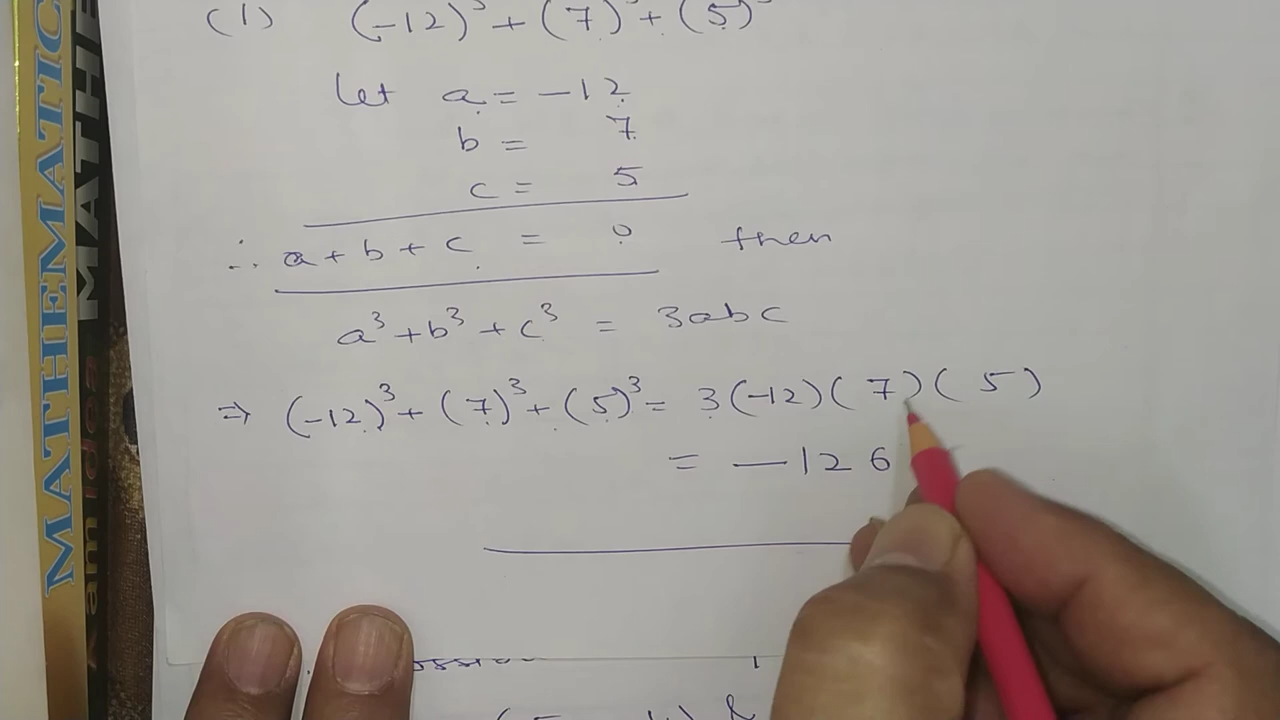 MATHEMATIC
MATHE
(1) (-12)³ + (7)³ + (5)³
Let a = -12
b = 7
c = 5
∴ a + b + c = 0 then
a³ + b³ + c³ = 3abc
⇒ (-12)³ + (7)³ + (5)³ = 3(-12)(7)(5)
= -126